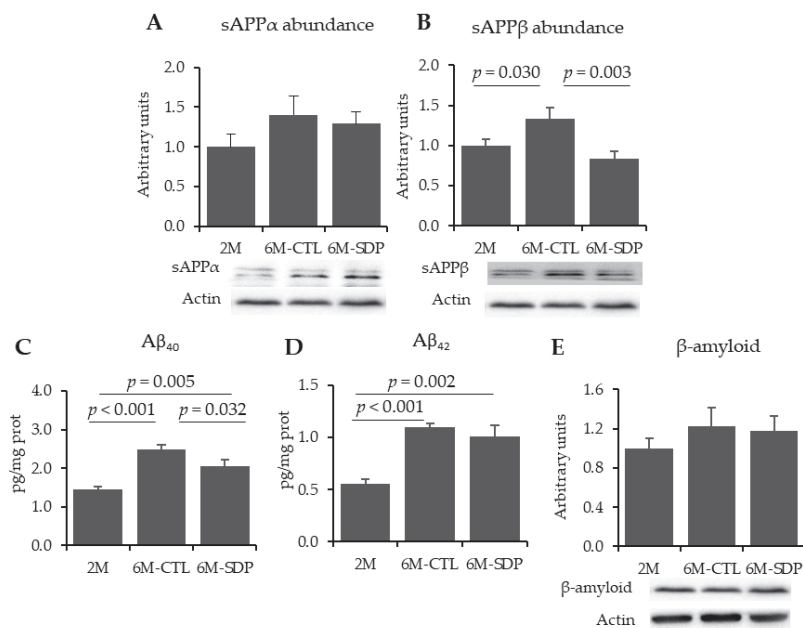 A
sAPPα abundance
2.0
1.5
1.0
0.5
0.0
Arbitrary units
2M 6M-CTL 6M-SDP
sAPPα
Actin
B
sAPPβ abundance
2.0
1.5
1.0
0.5
0.0
Arbitrary units
p = 0.030
p = 0.003
2M 6M-CTL 6M-SDP
sAPPβ
Actin
C
Aβ₄₀
4.0
3.0
2.0
1.0
0.0
pg/mg prot
p = 0.005
p < 0.001
p = 0.032
2M 6M-CTL 6M-SDP
D
Aβ₄₂
1.5
1.0
0.5
0.0
pg/mg prot
p = 0.002
p < 0.001
2M 6M-CTL 6M-SDP
E
β-amyloid
1.6
1.2
0.8
0.4
0.0
Arbitrary units
2M 6M-CTL 6M-SDP
β-amyloid
Actin